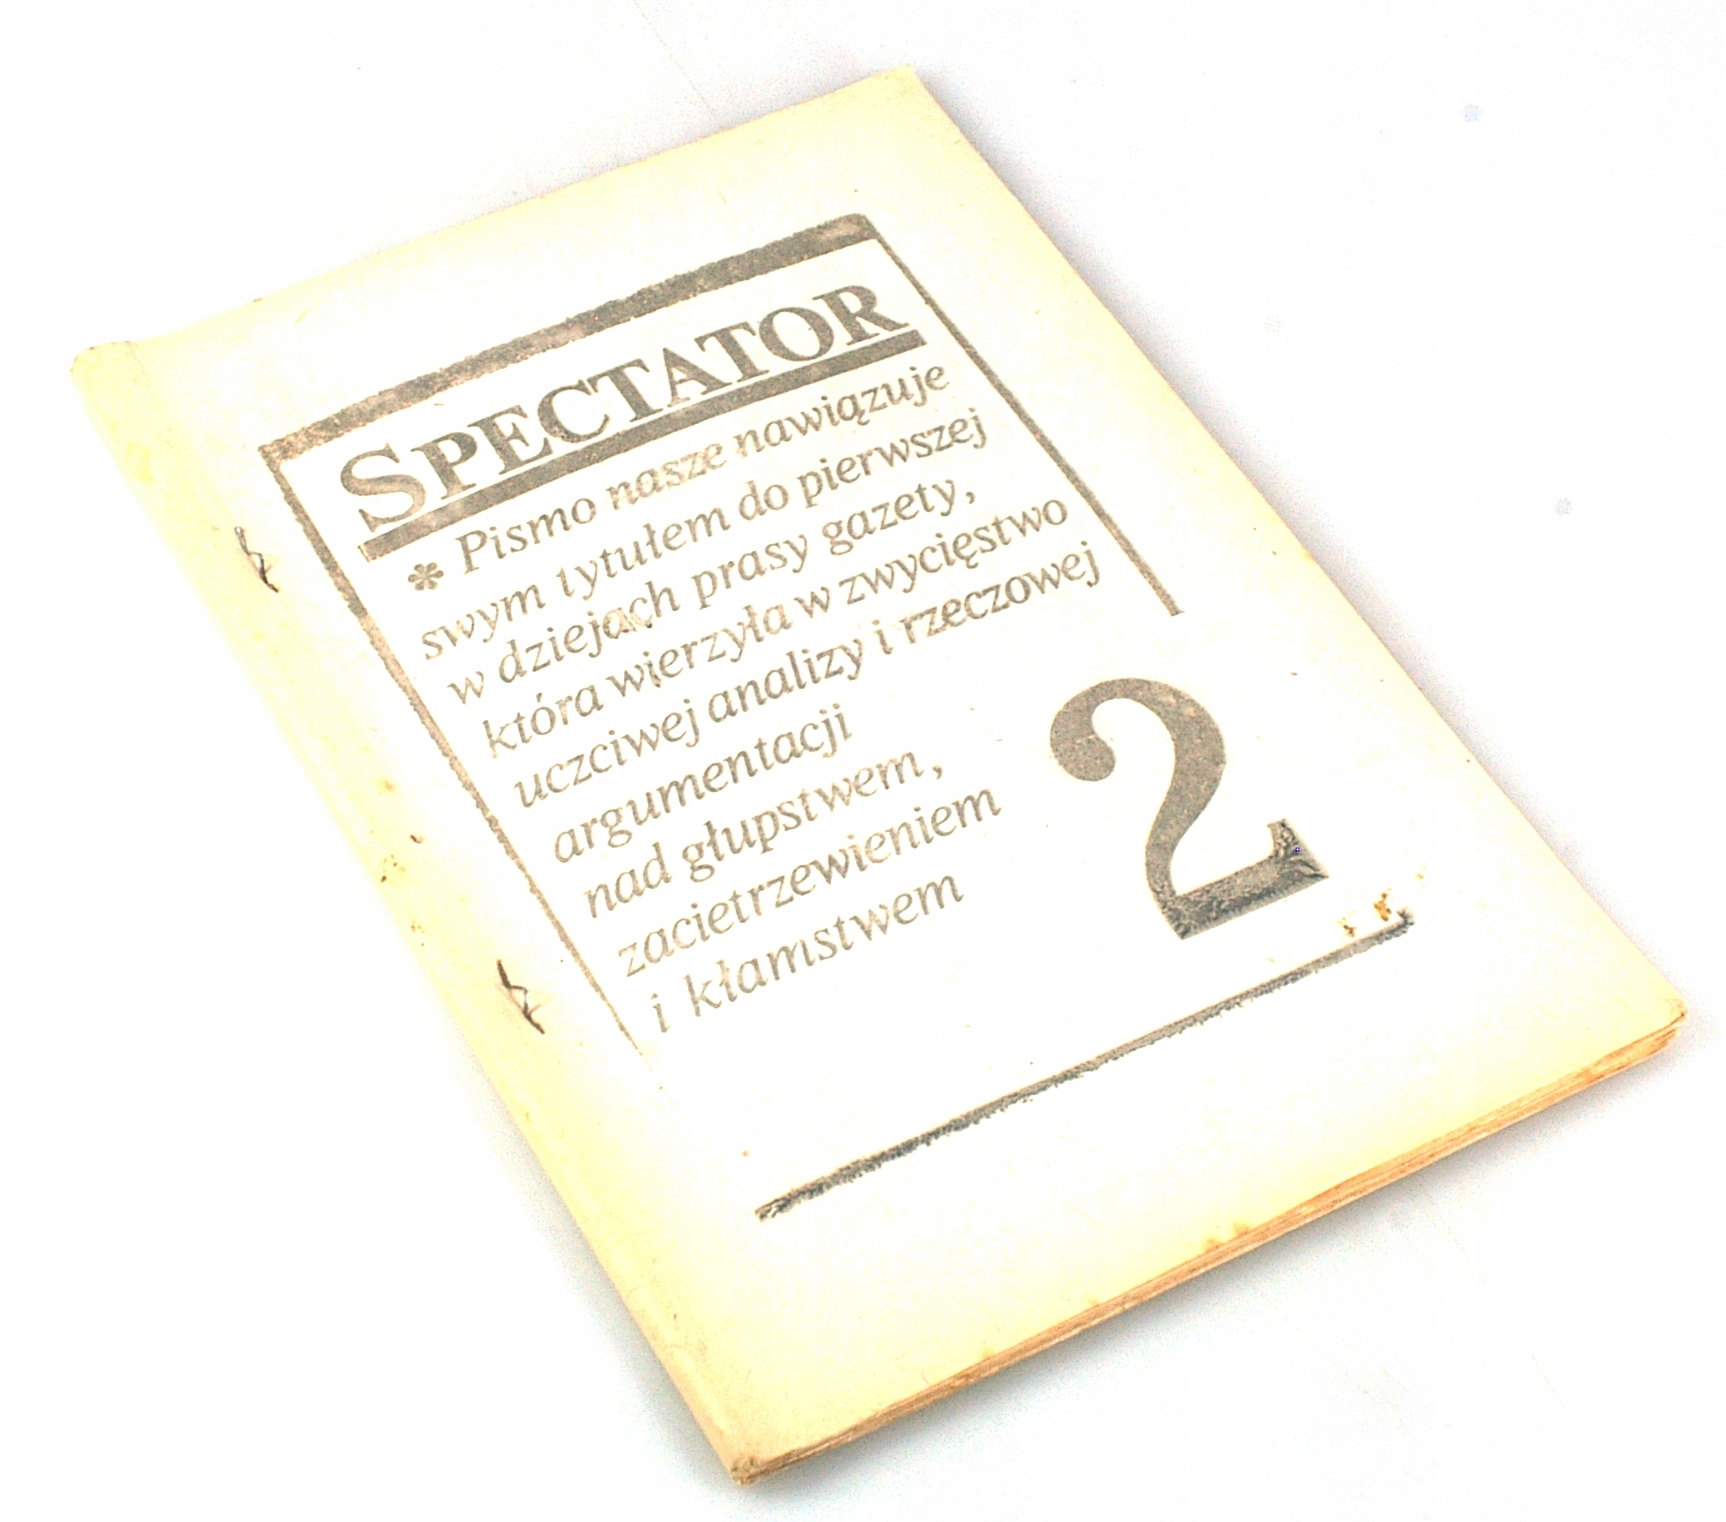 SPECTATOR
* Pismo nasze nawiązuje
swym tytułem do pierwszej
w dziejach prasy gazety,
która wierzyła w zwycięstwo
uczciwej analizy i rzeczowej
argumentacji
nad głupstwem,
zacietrzewieniem
i kłamstwem
2